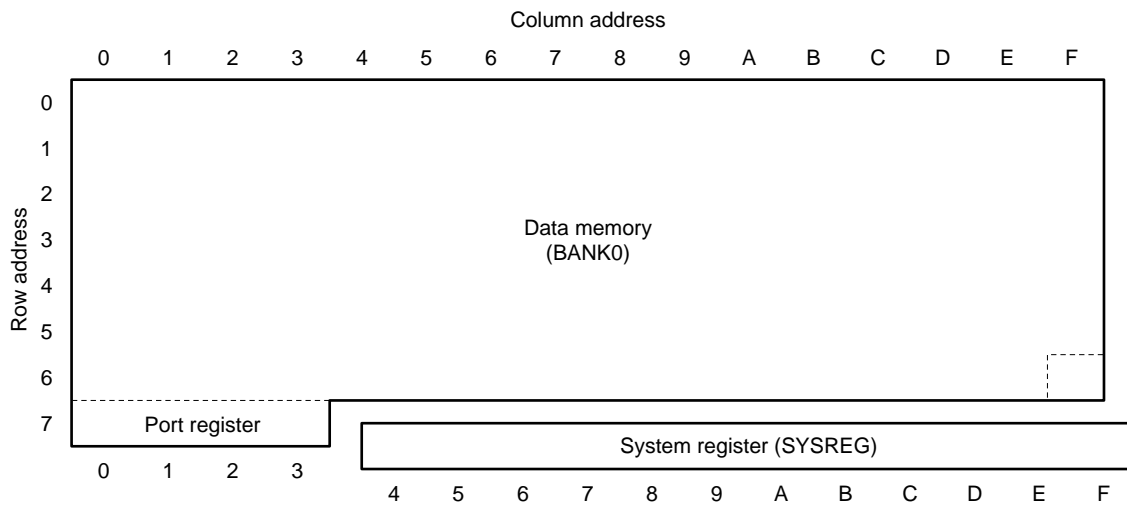 Column address
0 1 2 3 4 5 6 7 8 9 A B C D E F
Row address
0
1
2
3
4
5
6
7
Data memory
(BANK0)
Port register
System register (SYSREG)
0 1 2 3
4 5 6 7 8 9 A B C D E F